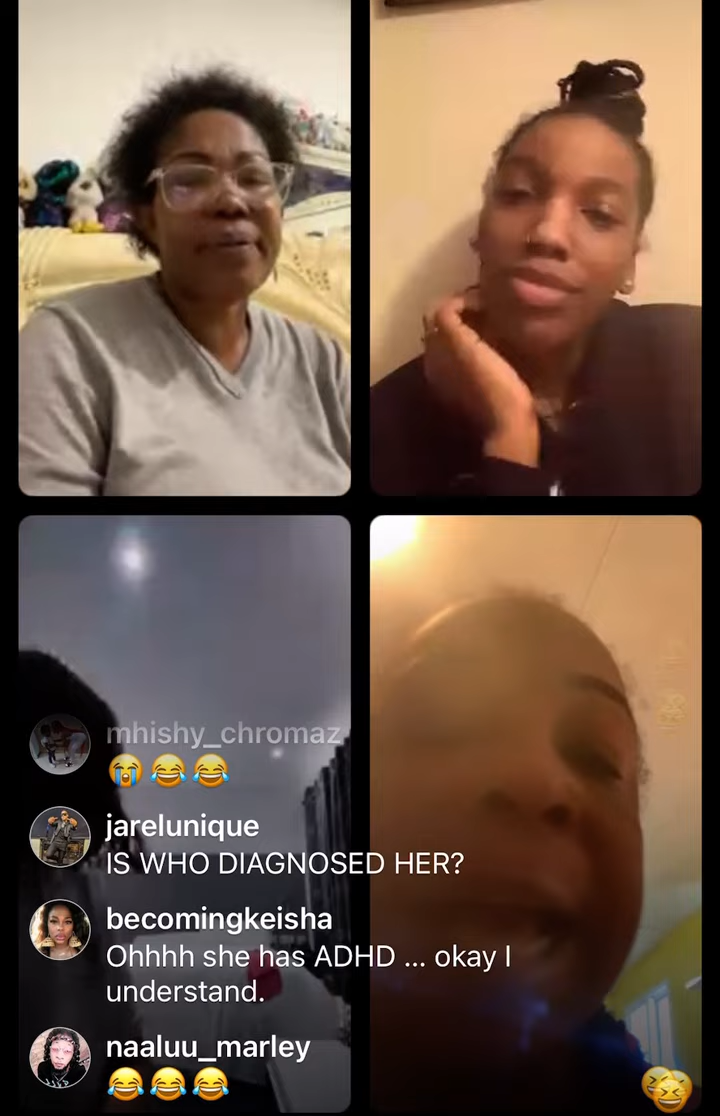 mhishy_chromaz
😭😂😂
jarelunique
IS WHO DIAGNOSED HER?
becomingkeisha
Ohhhh she has ADHD ... okay I
understand.
naaluu_marley
😂😂😂